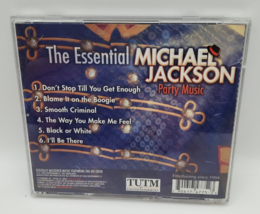 The Essential MICHAEL
JACKSON
Party Music
1. Don't Stop Till You Get Enough
2. Blame It on the Boogie
3. Smooth Criminal
4. The Way You Make Me Feel
5. Black or White
6. I'll Be There
TUTM